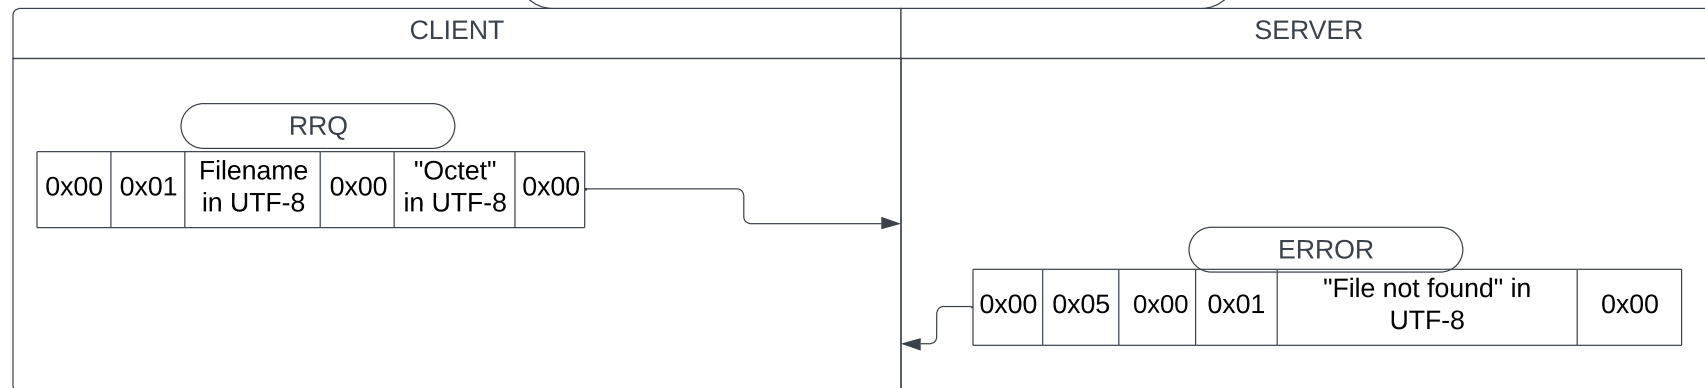 CLIENT
SERVER
RRQ
0x00
0x01
Filename
in UTF-8
0x00
"Octet"
in UTF-8
0x00
ERROR
0x00
0x05
0x00
0x01
"File not found" in
UTF-8
0x00